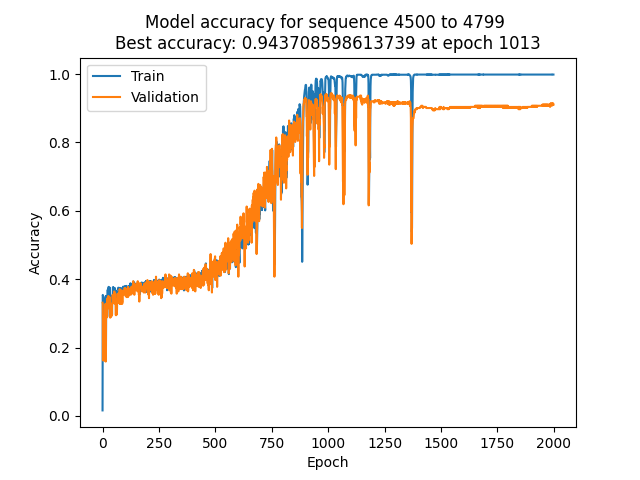 Model accuracy for sequence 4500 to 4799
Best accuracy: 0.943708598613739 at epoch 1013
Train
Validation
1.0
0.8
0.6
0.4
0.2
0.0
Accuracy
0
250
500
750
1000
1250
1500
1750
2000
Epoch